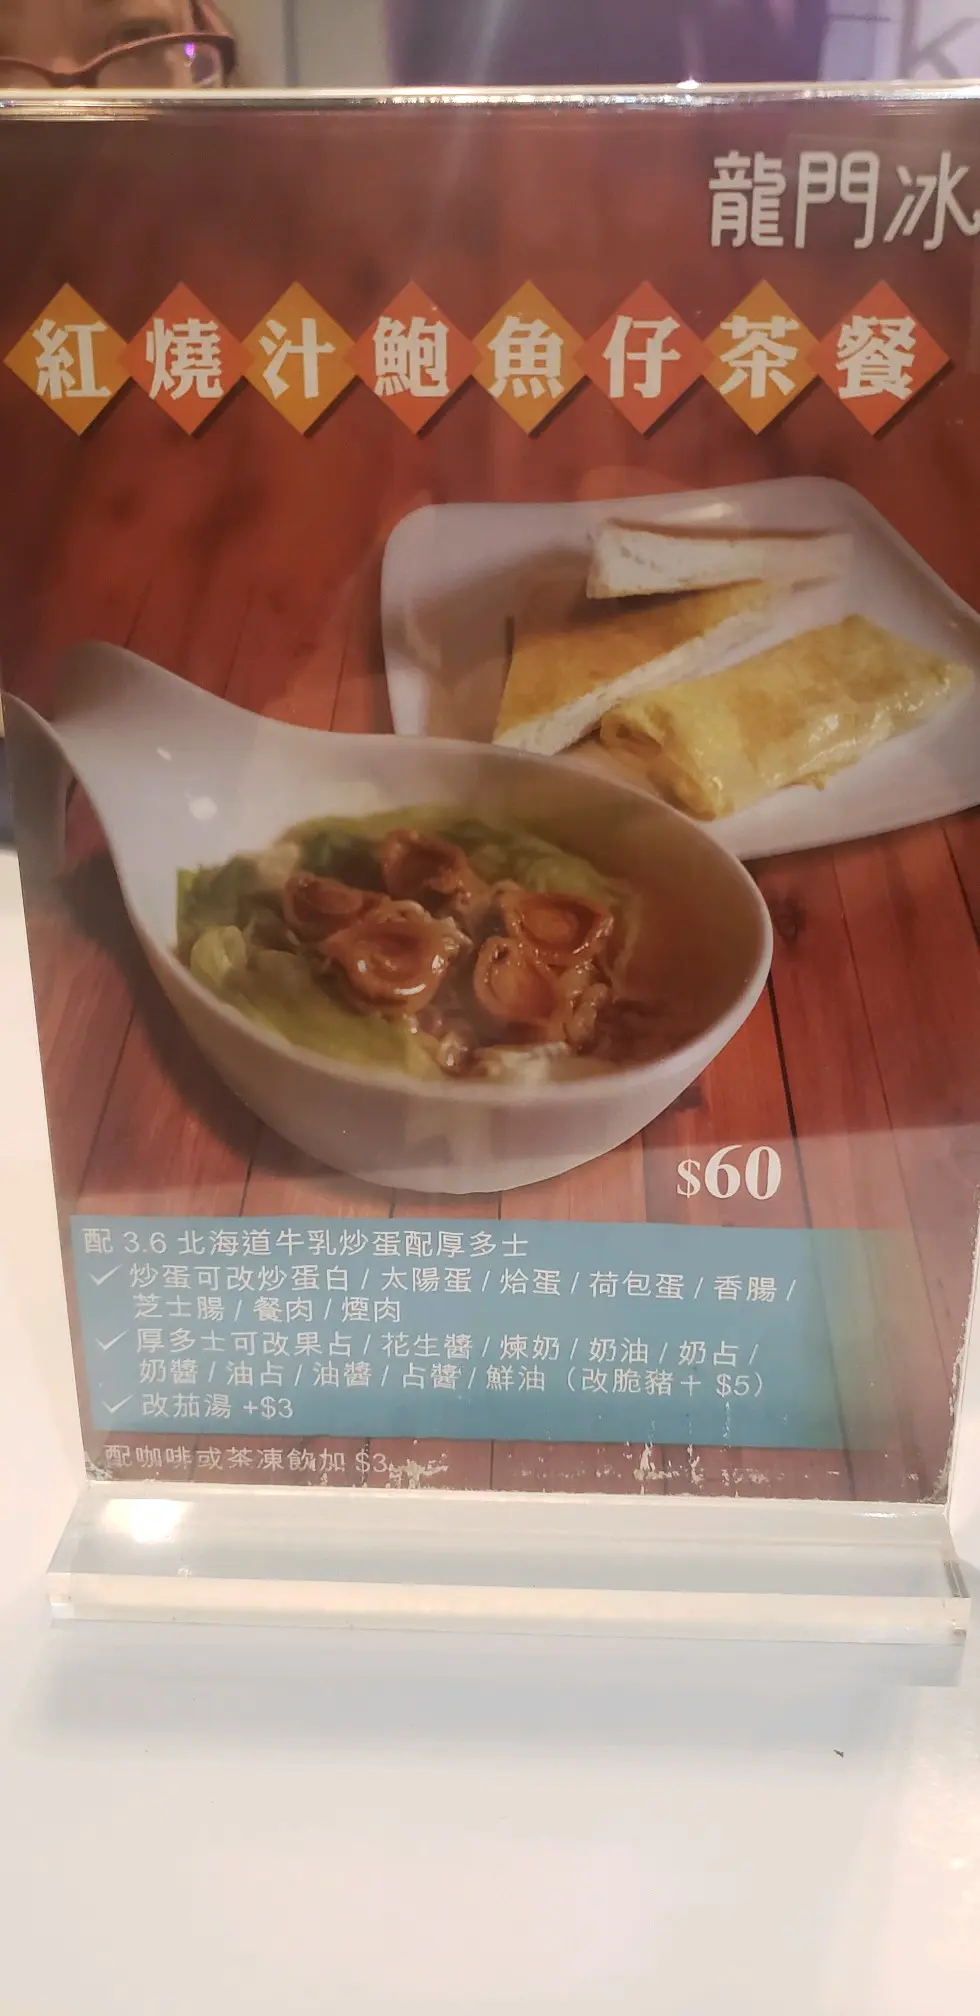 龍門冰
紅燒汁鮑魚仔茶餐
$60
配 3.6 北海道牛乳炒蛋配厚多士
✓ 炒蛋可改炒蛋白 / 太陽蛋 / 烚蛋 / 荷包蛋 / 香腸 /
芝士腸 / 餐肉 / 煙肉
✓ 厚多士可改果占 / 花生醬 / 煉奶 / 奶油 / 奶占 /
奶醬 / 油占 / 油醬 / 占醬 / 鮮油（改脆豬＋ $5）
✓ 改茄湯 +$3
配咖啡或茶凍飲加 $3